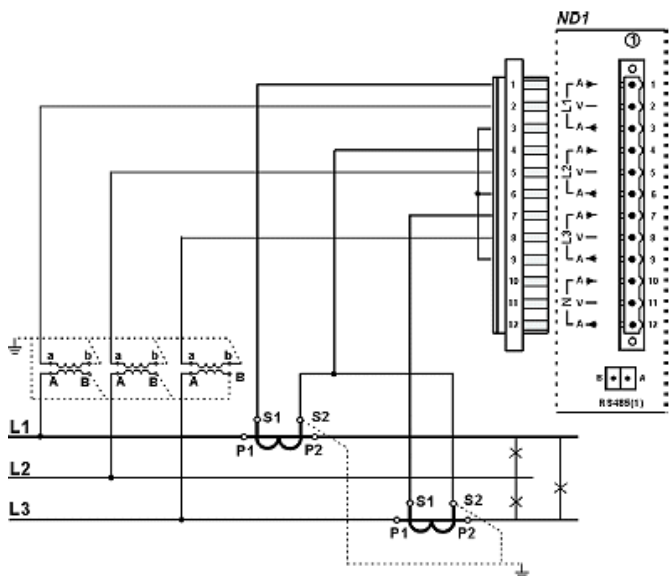 ND1
1
1 A 1
2 L1 V 2
3 A 3
4 A 4
5 L2 V 5
6 A 6
7 A 7
8 L3 V 8
9 A 9
10 A 10
11 N V 11
12 A 12
a b a b a b
A B A B A B
B A
RS485(1)
S1 S2
L1
P1 P2
L2
S1 S2
L3
P1 P2